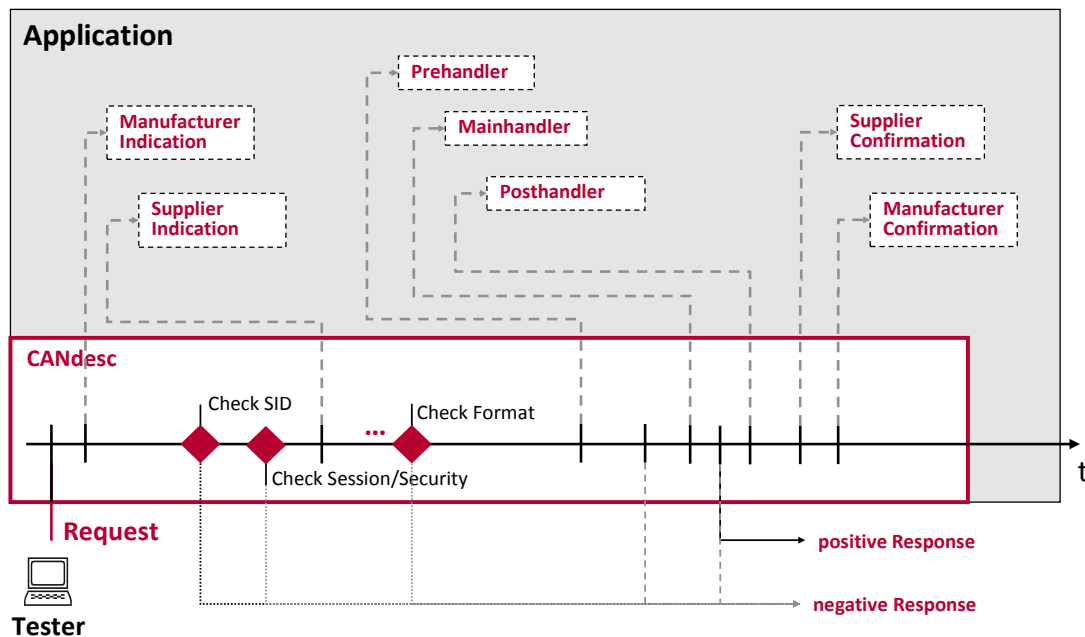 Application
Prehandler
Manufacturer
Indication
Mainhandler
Supplier
Confirmation
Supplier
Indication
Posthandler
Manufacturer
Confirmation
CANdesc
Check SID
...
Check Format
Check Session/Security
t
Request
positive Response
negative Response
Tester